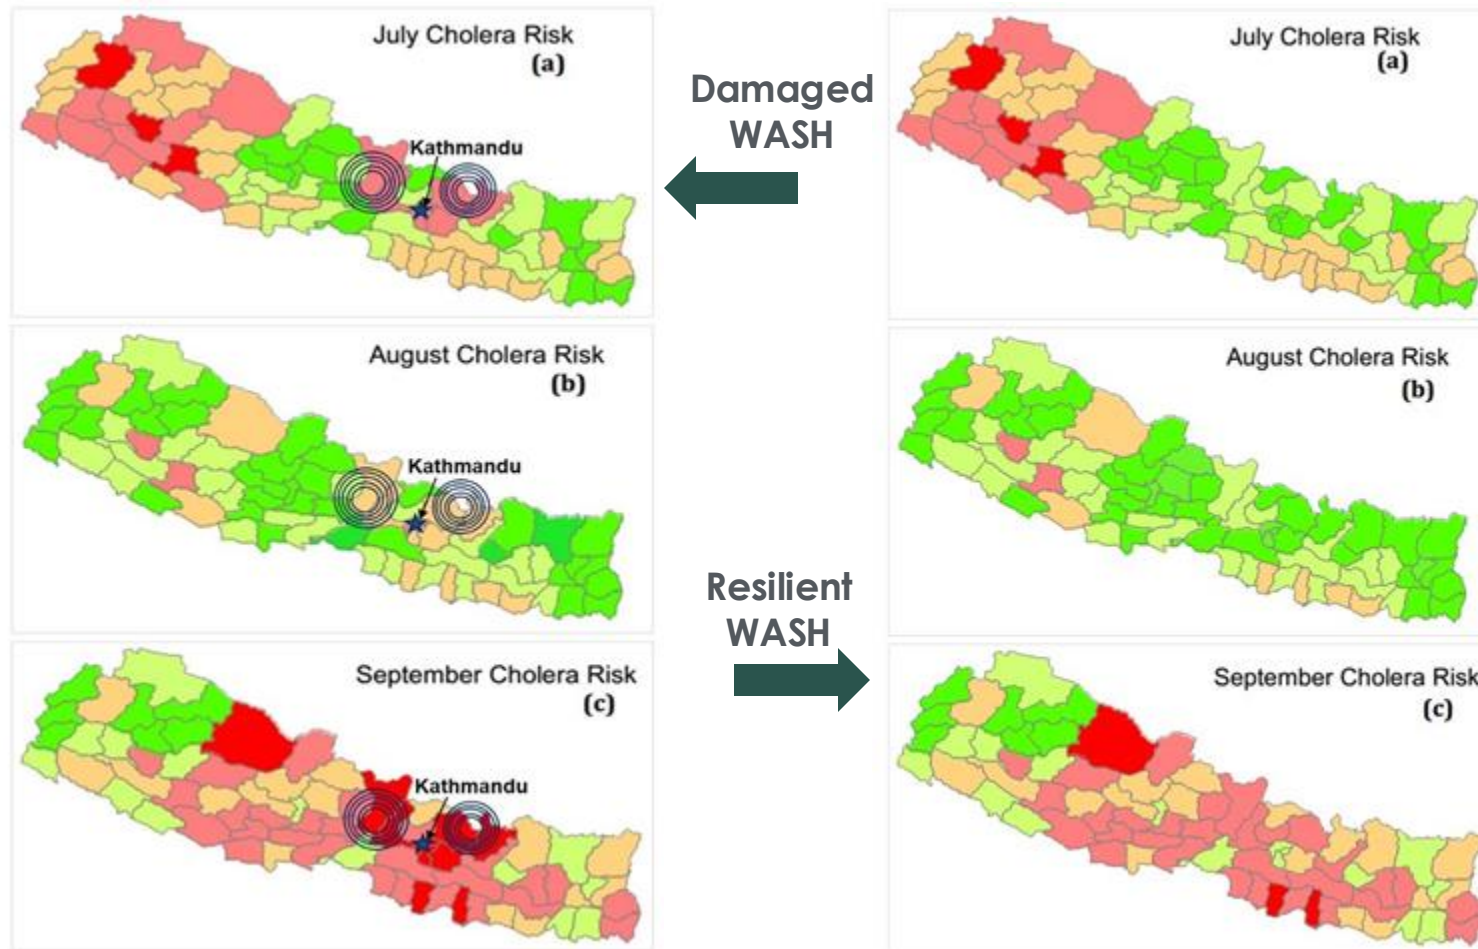 July Cholera Risk
(a)
Kathmandu
Damaged
WASH
July Cholera Risk
(a)
August Cholera Risk
(b)
Kathmandu
August Cholera Risk
(b)
Resilient
WASH
September Cholera Risk
(c)
Kathmandu
September Cholera Risk
(c)